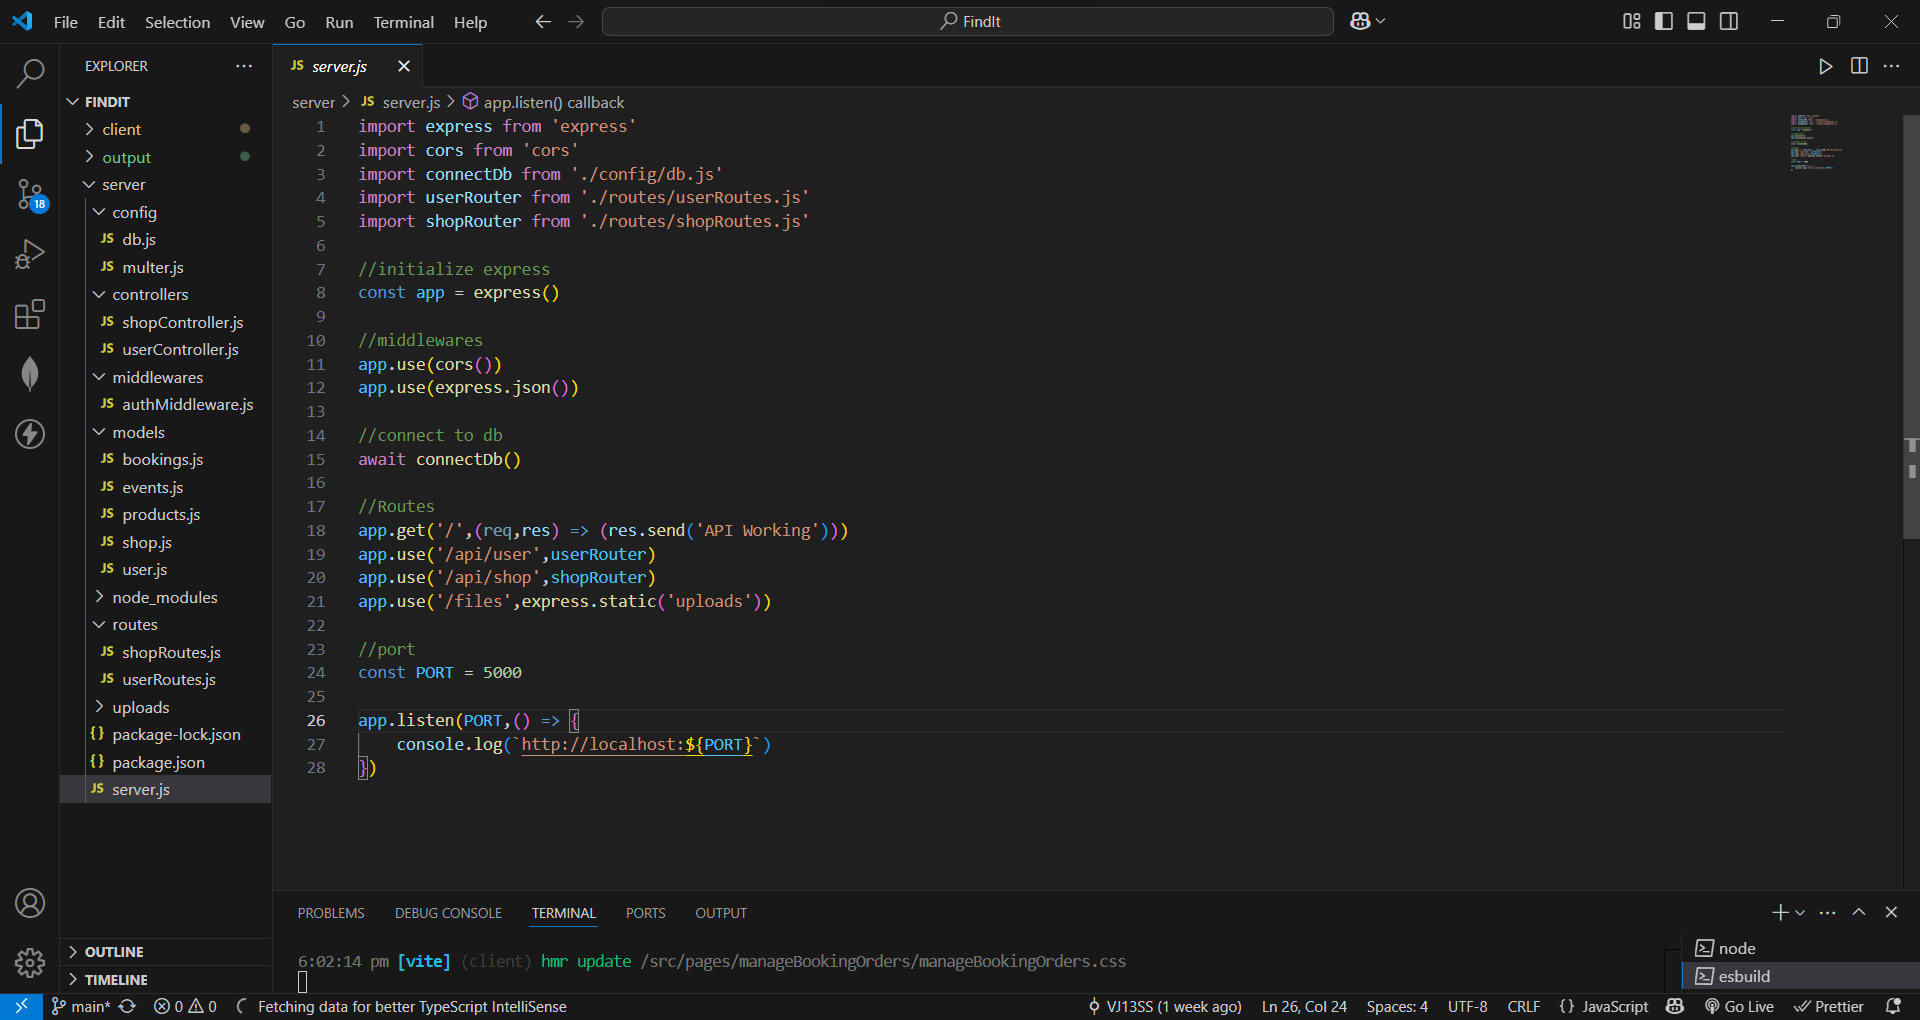 File Edit Selection View Go Run Terminal Help
FindIt
EXPLORER
FINDIT
client
output
server
config
JS db.js
JS multer.js
controllers
JS shopController.js
JS userController.js
middlewares
JS authMiddleware.js
models
JS bookings.js
JS events.js
JS products.js
JS shop.js
JS user.js
node_modules
routes
JS shopRoutes.js
JS userRoutes.js
uploads
{} package-lock.json
{} package.json
JS server.js
OUTLINE
TIMELINE
18
JS server.js
server > JS server.js > app.listen() callback
1 import express from 'express'
2 import cors from 'cors'
3 import connectDb from './config/db.js'
4 import userRouter from './routes/userRoutes.js'
5 import shopRouter from './routes/shopRoutes.js'
6
7 //initialize express
8 const app = express()
9
10 //middlewares
11 app.use(cors())
12 app.use(express.json())
13
14 //connect to db
15 await connectDb()
16
17 //Routes
18 app.get('/',(req,res) => (res.send('API Working')))
19 app.use('/api/user',userRouter)
20 app.use('/api/shop',shopRouter)
21 app.use('/files',express.static('uploads'))
22
23 //port
24 const PORT = 5000
25
26 app.listen(PORT,() => {
27     console.log(`http://localhost:${PORT}`)
28 })
PROBLEMS DEBUG CONSOLE TERMINAL PORTS OUTPUT
6:02:14 pm [vite] (client) hmr update /src/pages/manageBookingOrders/manageBookingOrders.css
node
esbuild
main* 0 0 Fetching data for better TypeScript IntelliSense VJ13SS (1 week ago) Ln 26, Col 24 Spaces: 4 UTF-8 CRLF {} JavaScript Go Live Prettier